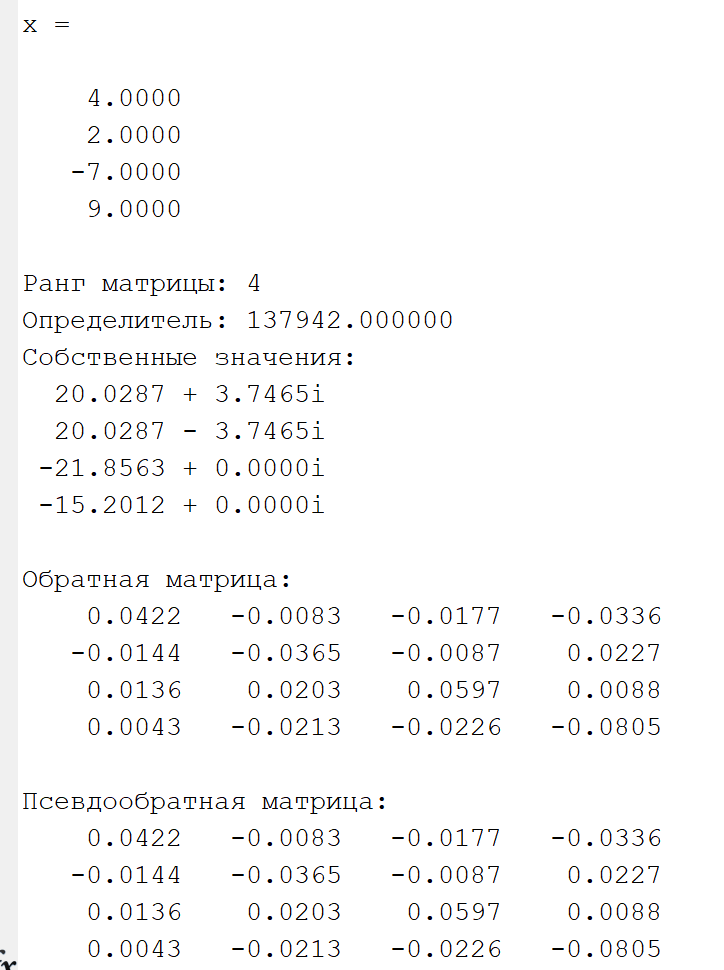 x =
4.0000
2.0000
-7.0000
9.0000
Ранг матрицы: 4
Определитель: 137942.000000
Собственные значения:
20.0287 + 3.7465i
20.0287 - 3.7465i
-21.8563 + 0.0000i
-15.2012 + 0.0000i
Обратная матрица:
0.0422 -0.0083 -0.0177 -0.0336
-0.0144 -0.0365 -0.0087 0.0227
0.0136 0.0203 0.0597 0.0088
0.0043 -0.0213 -0.0226 -0.0805
Псевдообратная матрица:
0.0422 -0.0083 -0.0177 -0.0336
-0.0144 -0.0365 -0.0087 0.0227
0.0136 0.0203 0.0597 0.0088
0.0043 -0.0213 -0.0226 -0.0805